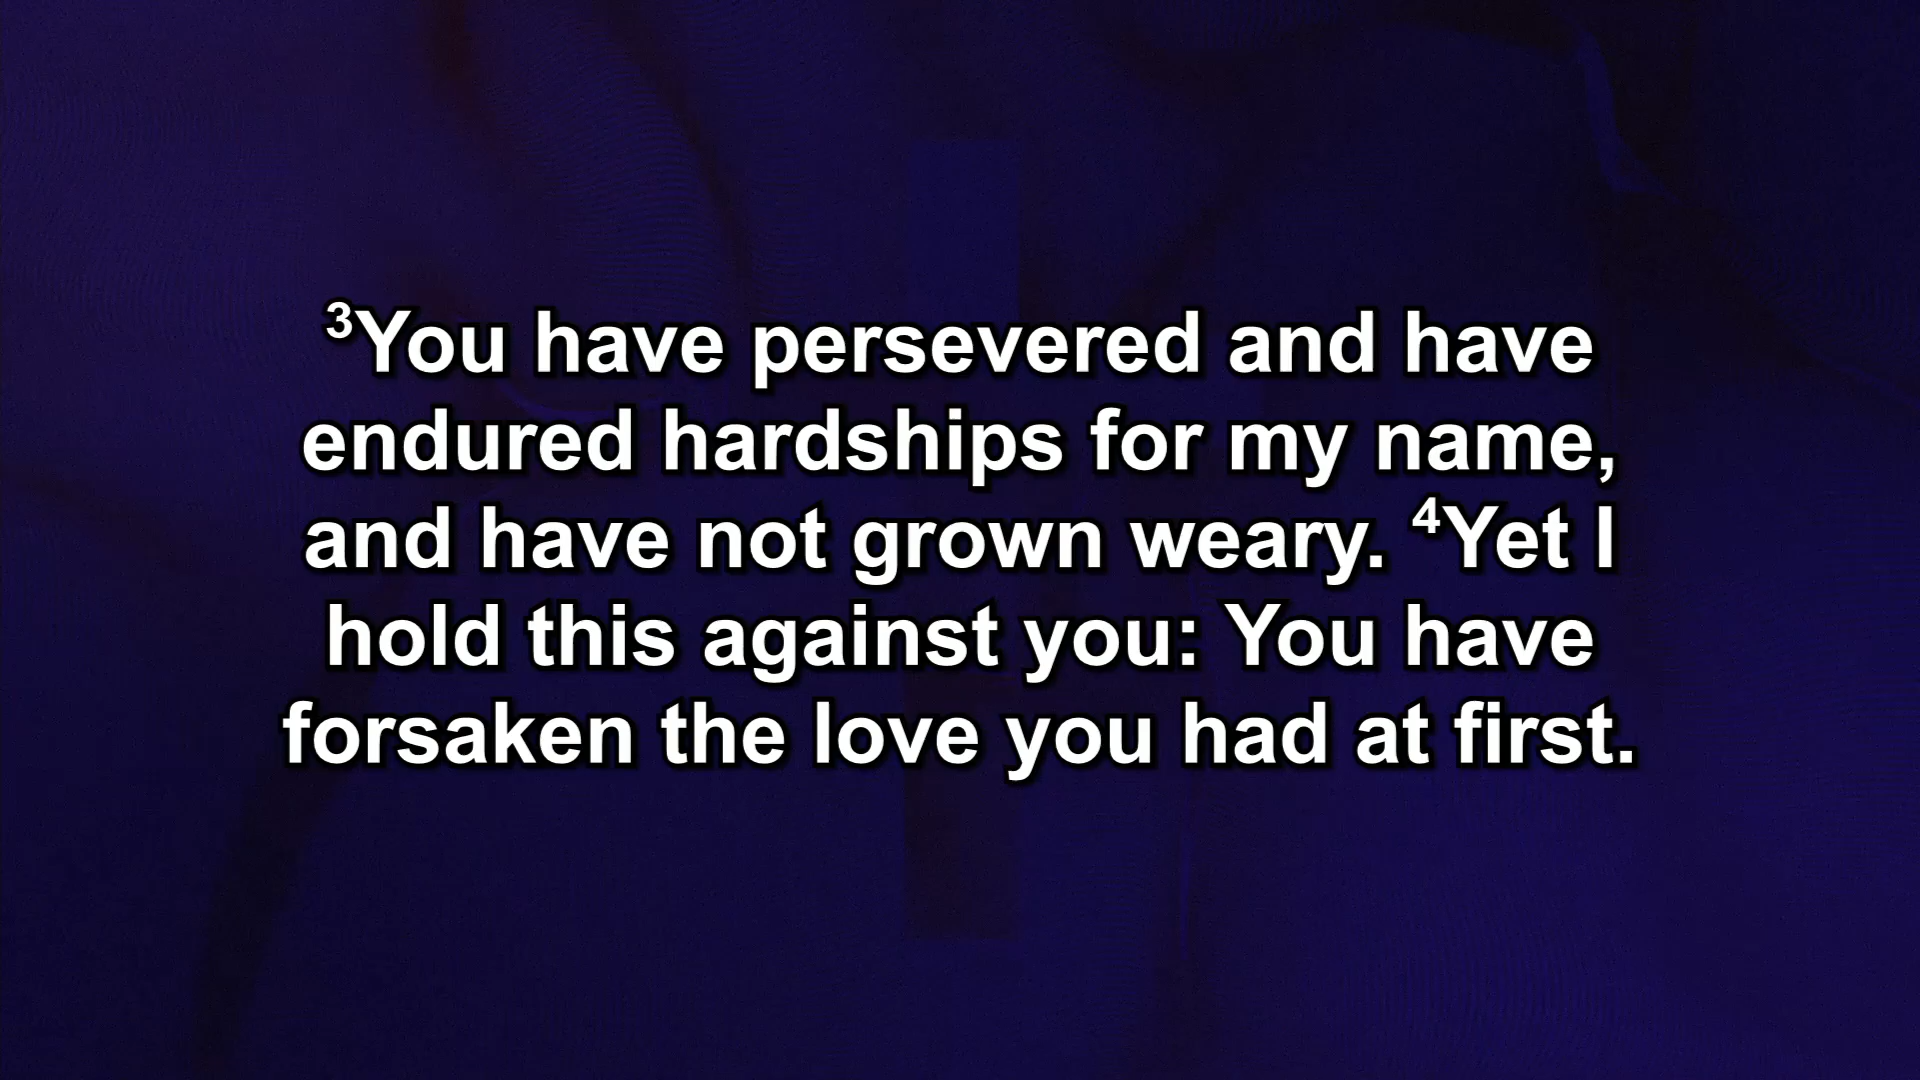 ³You have persevered and have
endured hardships for my name,
and have not grown weary. ⁴Yet I
hold this against you: You have
forsaken the love you had at first.